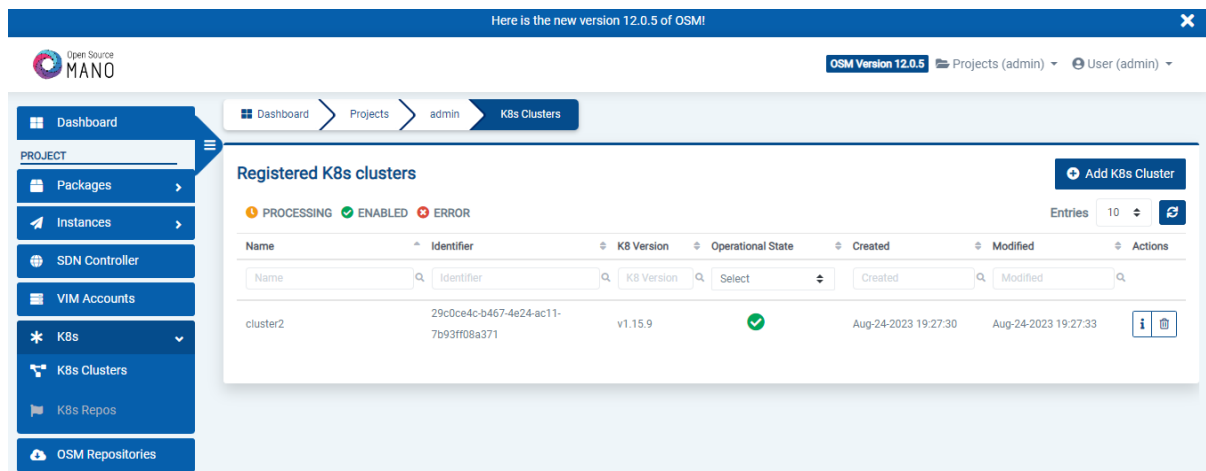 Here is the new version 12.0.5 of OSM!
Open Source
MANO
OSM Version 12.0.5 Projects (admin) User (admin)
Dashboard
PROJECT
Packages
Instances
SDN Controller
VIM Accounts
K8s
K8s Clusters
K8s Repos
OSM Repositories
Dashboard Projects admin K8s Clusters
Registered K8s clusters
Add K8s Cluster
PROCESSING ENABLED ERROR
Entries 10
Name Identifier K8 Version Operational State Created Modified Actions
Name Identifier K8 Version Select Created Modified
cluster2 29c0ce4c-b467-4e24-ac11-
7b93ff08a371 v1.15.9 Aug-24-2023 19:27:30 Aug-24-2023 19:27:33